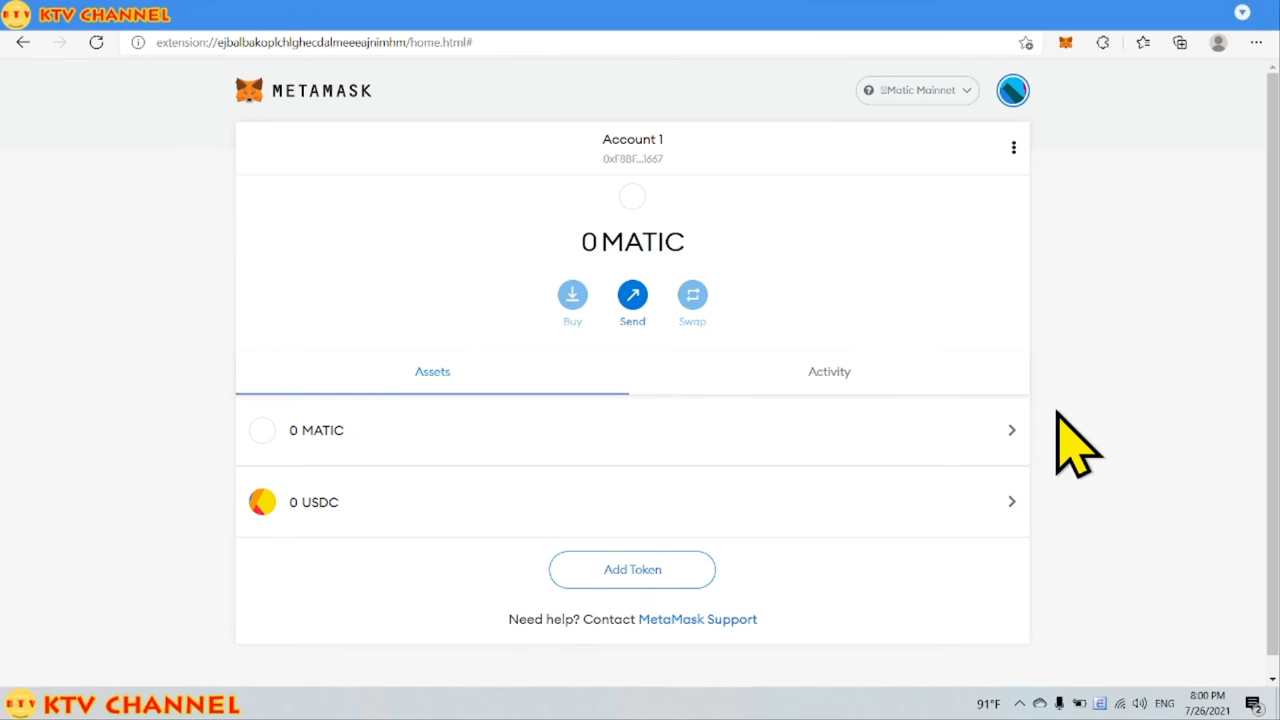 KTV CHANNEL
extension://ejbalbakoplchlghecdalmeeeajnimhm/home.html#
METAMASK
Matic Mainnet
Account 1
0xF8BF...1667
0 MATIC
Buy
Send
Swap
Assets
Activity
0 MATIC
0 USDC
Add Token
Need help? Contact MetaMask Support
KTV CHANNEL
91°F
ENG
8:00 PM
7/26/2021
2